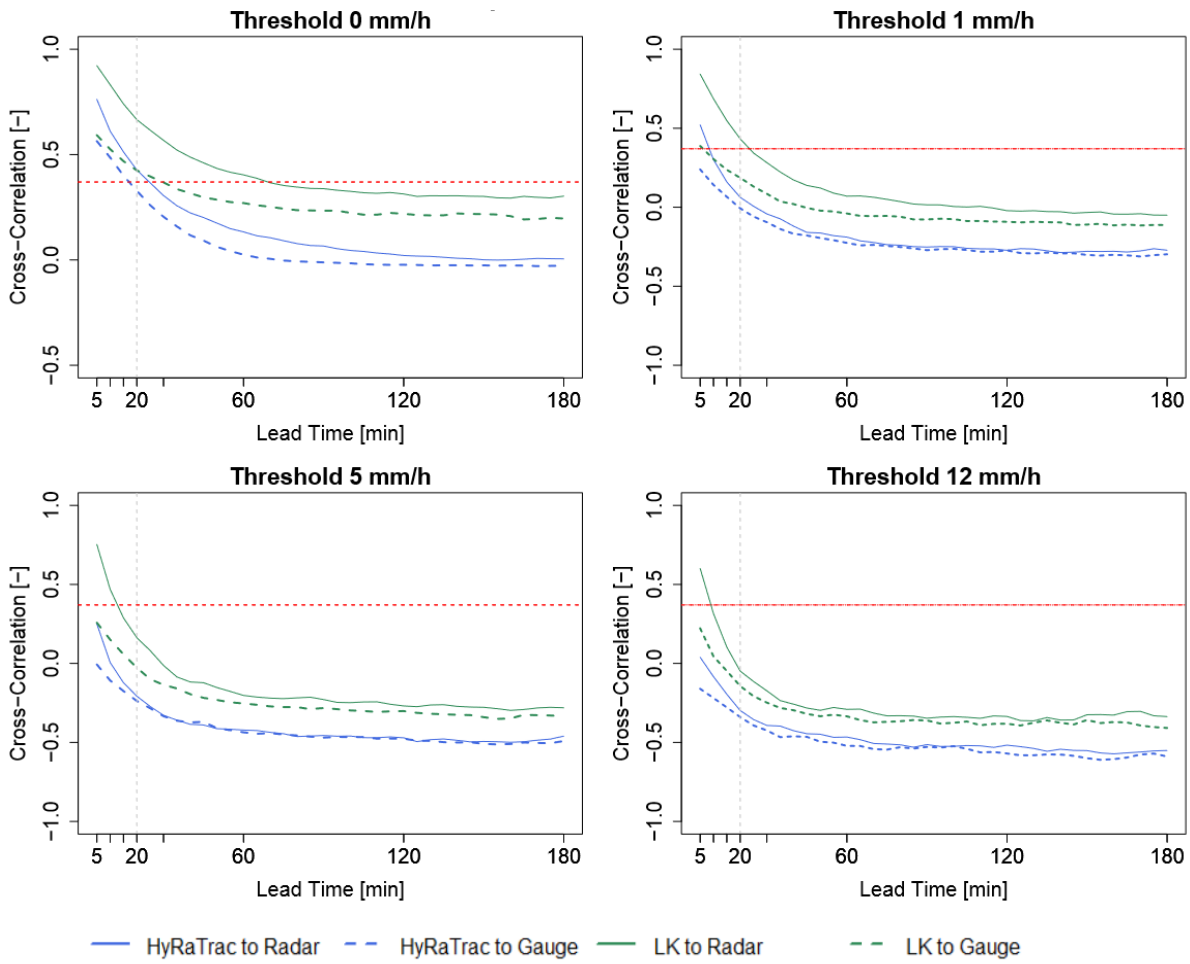 Threshold 0 mm/h
Cross−Correlation [−]
1.0
0.5
0.0
−0.5
5 20 60 120 180
Lead Time [min]
Threshold 1 mm/h
Cross−Correlation [−]
1.0
0.5
0.0
−0.5
−1.0
5 20 60 120 180
Lead Time [min]
Threshold 5 mm/h
Cross−Correlation [−]
1.0
0.5
0.0
−0.5
−1.0
5 20 60 120 180
Lead Time [min]
Threshold 12 mm/h
Cross−Correlation [−]
1.0
0.5
0.0
−0.5
−1.0
5 20 60 120 180
Lead Time [min]
HyRaTrac to Radar HyRaTrac to Gauge LK to Radar LK to Gauge